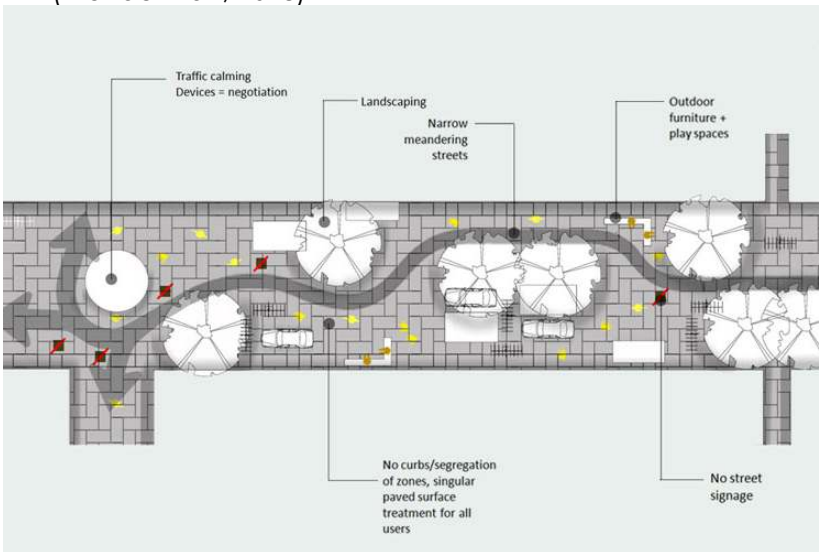 Traffic calming
Devices = negotiation
Landscaping
Narrow
meandering
streets
Outdoor
furniture +
play spaces
No curbs/segregation
of zones, singular
paved surface
treatment for all
users
No street
signage